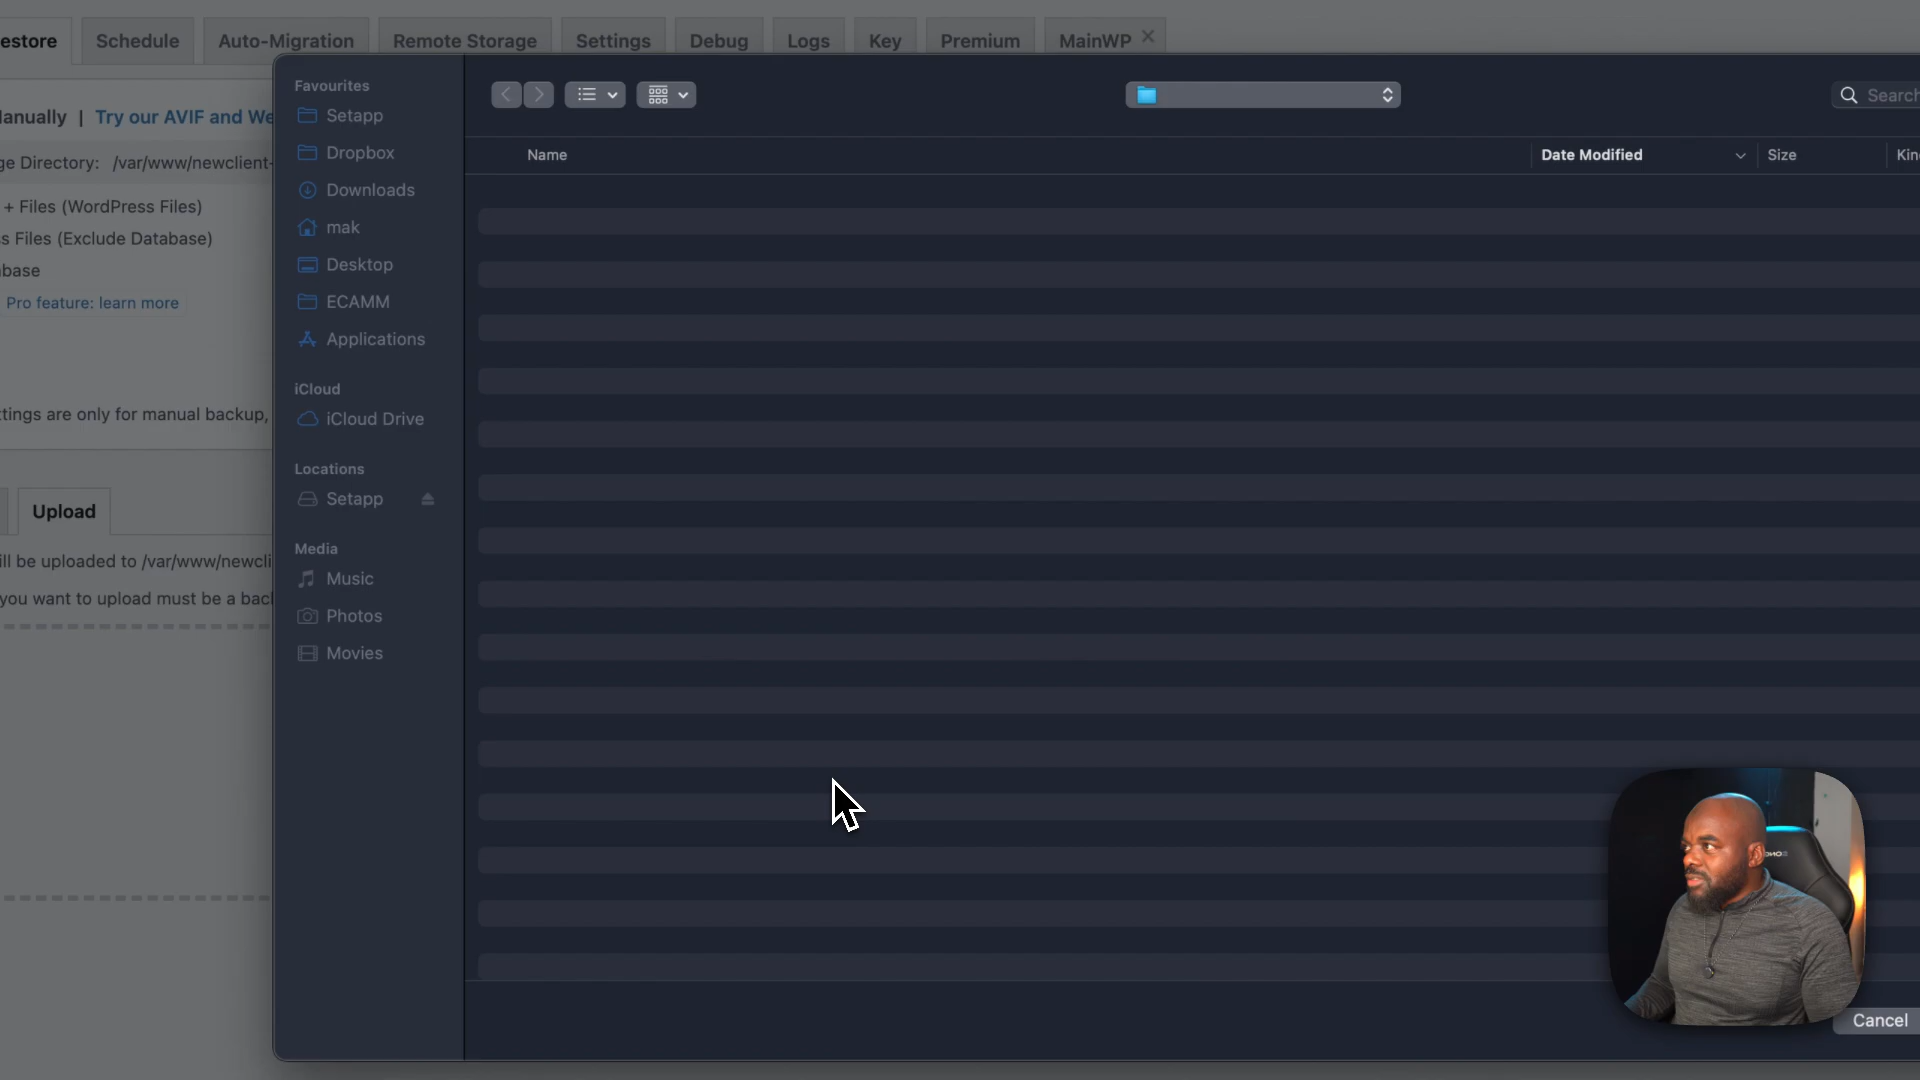 estore
Schedule
Auto-Migration
Remote Storage
Settings
Debug
Logs
Key
Premium
MainWP
anually | Try our AVIF and We
ge Directory: /var/www/newclient-
+ Files (WordPress Files)
s Files (Exclude Database)
base
Pro feature: learn more
ttings are only for manual backup,
Upload
ill be uploaded to /var/www/newcli
you want to upload must be a bac
Favourites
Setapp
Dropbox
Downloads
mak
Desktop
ECAMM
Applications
iCloud
iCloud Drive
Locations
Setapp
Media
Music
Photos
Movies
Search
Name
Date Modified
Size
Kin
Cancel